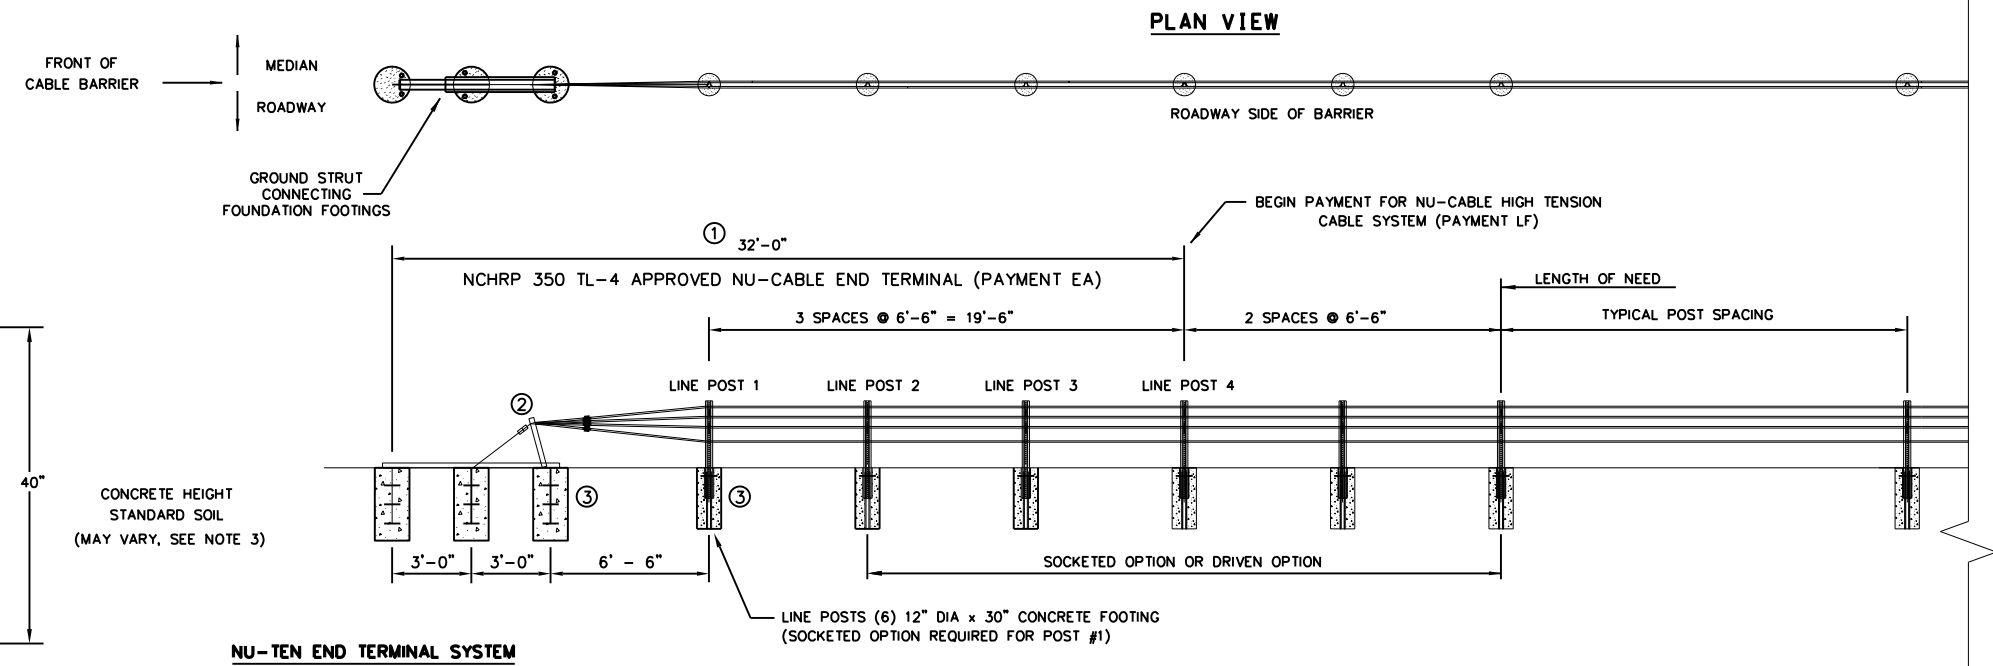 PLAN VIEW
FRONT OF
CABLE BARRIER
MEDIAN
ROADWAY
ROADWAY SIDE OF BARRIER
GROUND STRUT
CONNECTING
FOUNDATION FOOTINGS
BEGIN PAYMENT FOR NU-CABLE HIGH TENSION
CABLE SYSTEM (PAYMENT LF)
① 32'-0"
NCHRP 350 TL-4 APPROVED NU-CABLE END TERMINAL (PAYMENT EA)
LENGTH OF NEED
3 SPACES @ 6'-6" = 19'-6"
2 SPACES @ 6'-6"
TYPICAL POST SPACING
LINE POST 1
LINE POST 2
LINE POST 3
LINE POST 4
②
40"
CONCRETE HEIGHT
STANDARD SOIL
(MAY VARY, SEE NOTE 3)
③
③
3'-0"
3'-0"
6' - 6"
SOCKETED OPTION OR DRIVEN OPTION
LINE POSTS (6) 12" DIA x 30" CONCRETE FOOTING
(SOCKETED OPTION REQUIRED FOR POST #1)
NU-TEN END TERMINAL SYSTEM